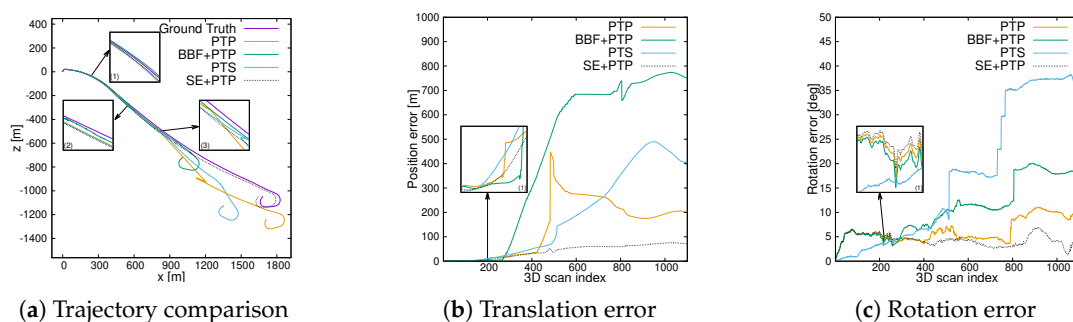 400
200
0
-200
-400
-600
-800
-1000
-1200
-1400
z [m]
0 300 600 900 1200 1500 1800
x [m]
Ground Truth
PTP
BBF+PTP
PTS
SE+PTP
(1)
(2)
(3)
(a) Trajectory comparison
1000
900
800
700
600
500
400
300
200
100
0
Position error [m]
0 200 400 600 800 1000
3D scan index
PTP
BBF+PTP
PTS
SE+PTP
(1)
(b) Translation error
50
45
40
35
30
25
20
15
10
5
0
Rotation error [deg]
200 400 600 800 1000
3D scan index
PTP
BBF+PTP
PTS
SE+PTP
(1)
(c) Rotation error